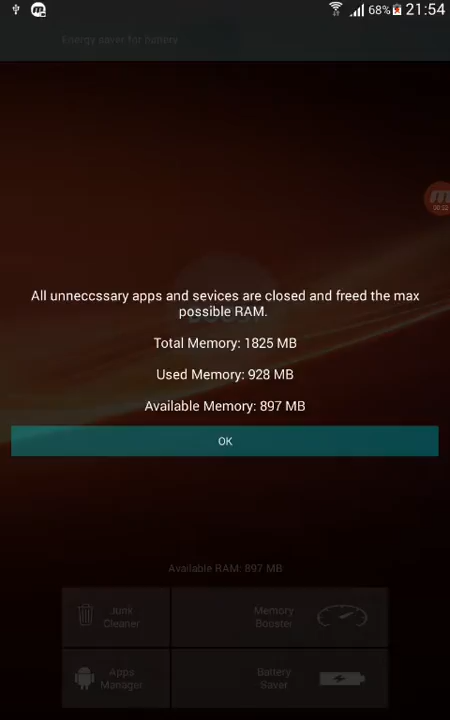 68% 21:54
Energy saver for battery
00:22
All unneccssary apps and sevices are closed and freed the max
possible RAM.
Total Memory: 1825 MB
Used Memory: 928 MB
Available Memory: 897 MB
OK
Available RAM: 897 MB
Junk
Cleaner
Memory
Booster
Apps
Manager
Battery
Saver